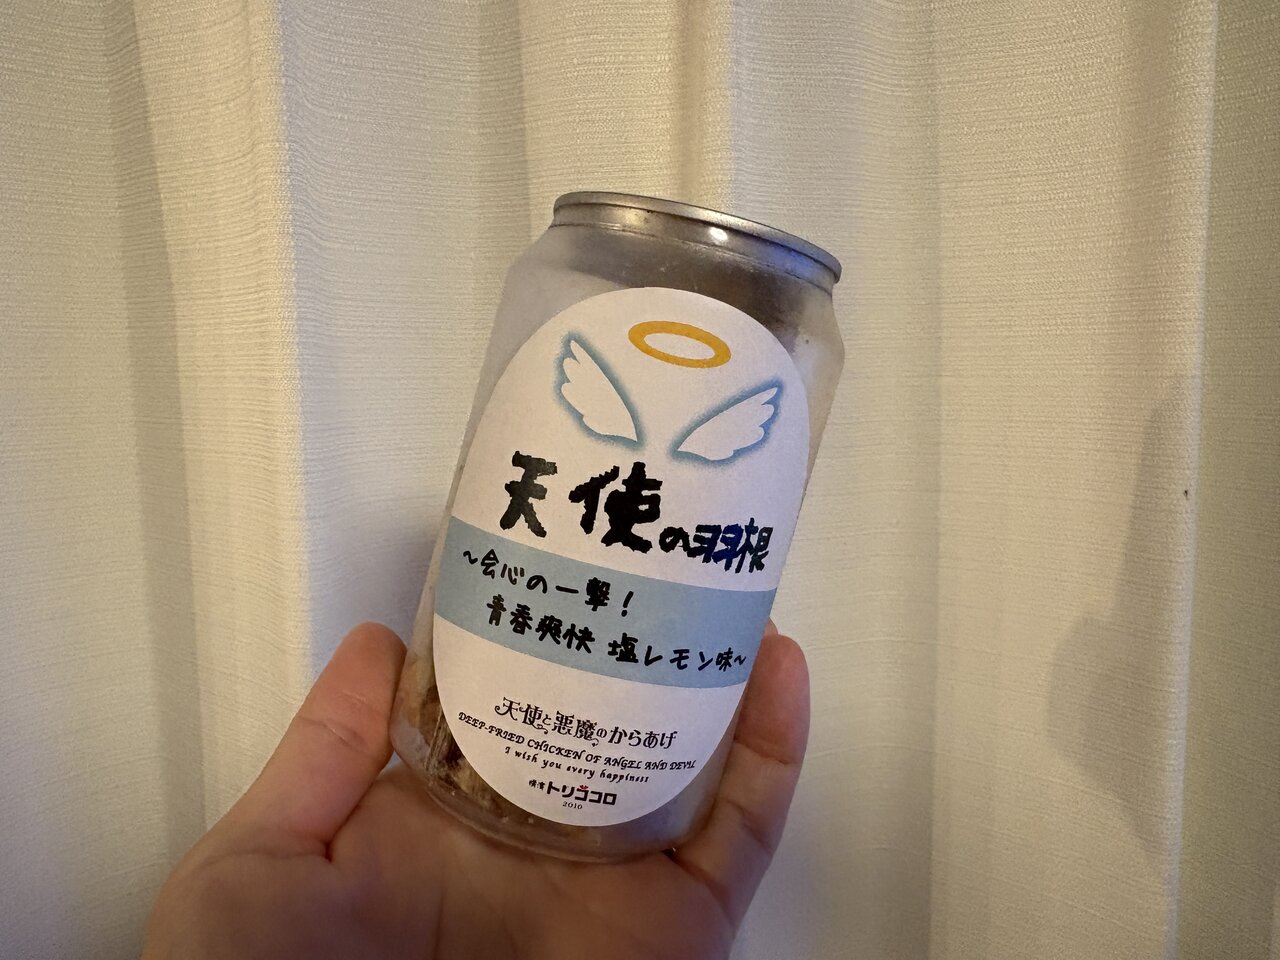 天使の羽根
～会心の一撃！
青春爽快 塩レモン味～
天使と悪魔のからあげ
DEEP-FRIED CHICKEN OF ANGEL AND DEVIL
I wish you every happiness
トリゴコロ
2010